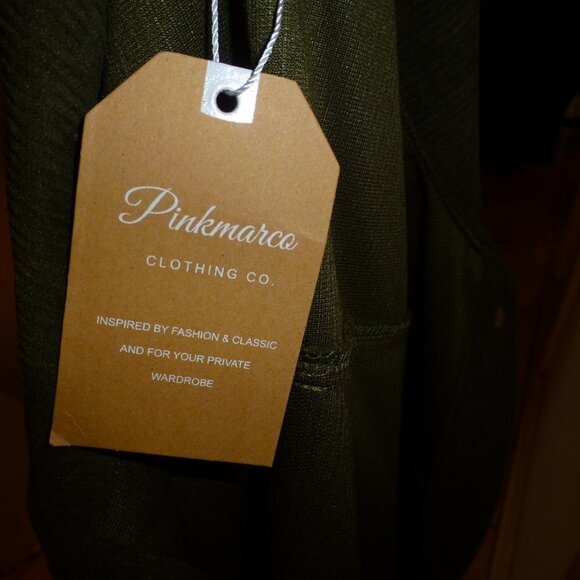 Pinkmarco
CLOTHING CO.
INSPIRED BY FASHION & CLASSIC
AND FOR YOUR PRIVATE
WARDROBE